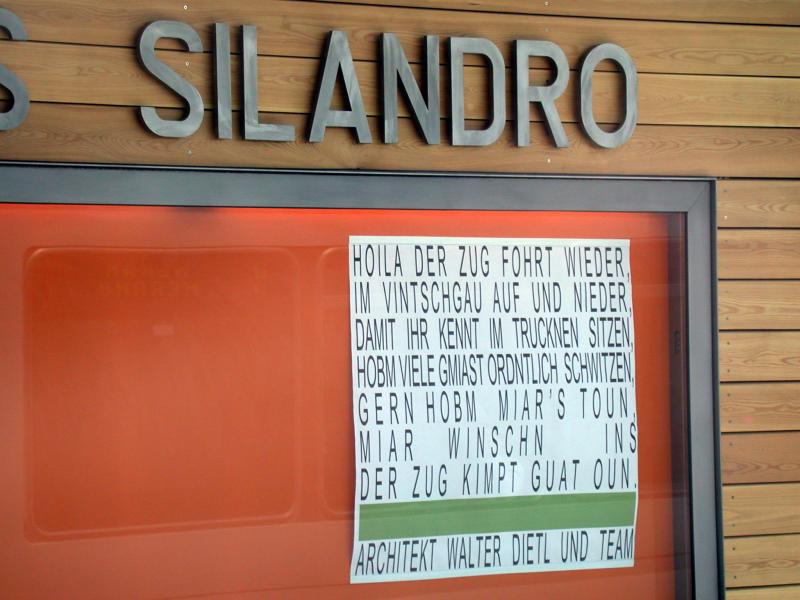 S SILANDRO
HOILA DER ZUG FOHRT WIEDER,
IM VINTSCHGAU AUF UND NIEDER,
DAMIT IHR KENNT IM TRUCKNEN SITZEN,
HOBM VIELE GMIAST ORDNTLICH SCHWITZEN,
GERN HOBM MIAR'S TOUN,
MIAR WINSCHN INS
DER ZUG KIMPT GUAT OUN.
ARCHITEKT WALTER DIETL UND TEAM